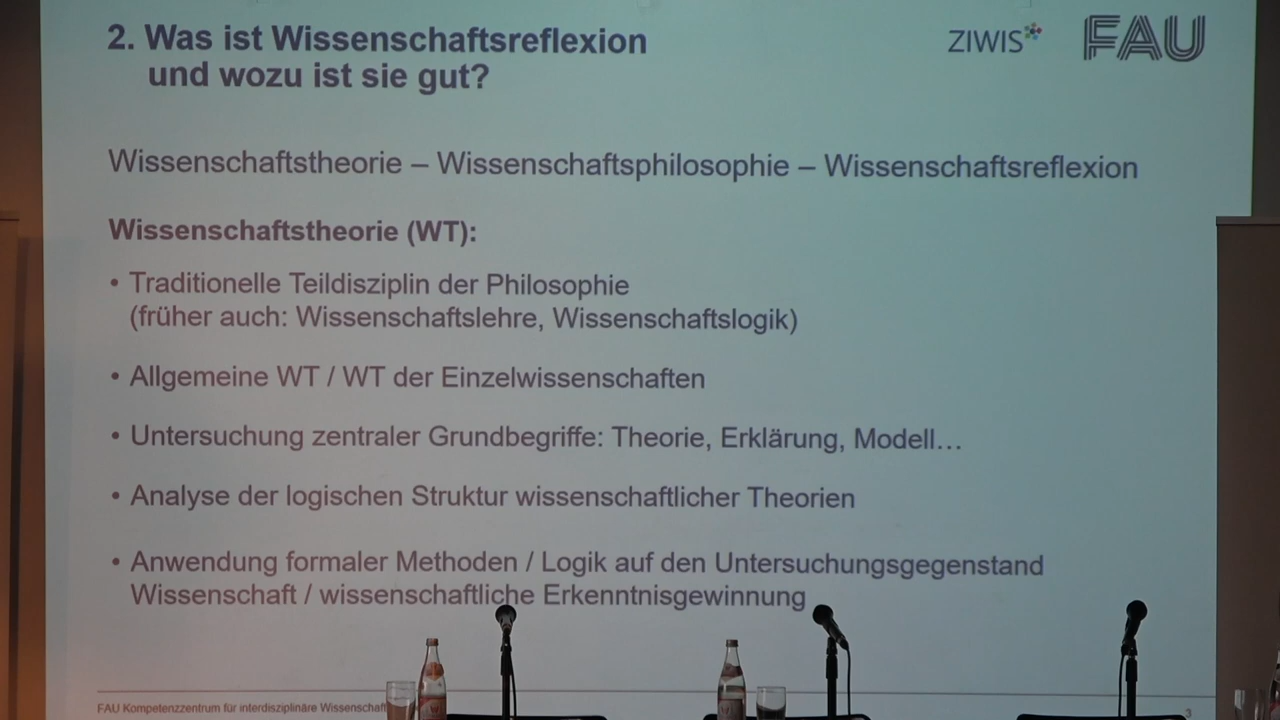 2. Was ist Wissenschaftsreflexion
und wozu ist sie gut?
ZIWIS
FAU
Wissenschaftstheorie – Wissenschaftsphilosophie – Wissenschaftsreflexion
Wissenschaftstheorie (WT):
• Traditionelle Teildisziplin der Philosophie
(früher auch: Wissenschaftslehre, Wissenschaftslogik)
• Allgemeine WT / WT der Einzelwissenschaften
• Untersuchung zentraler Grundbegriffe: Theorie, Erklärung, Modell…
• Analyse der logischen Struktur wissenschaftlicher Theorien
• Anwendung formaler Methoden / Logik auf den Untersuchungsgegenstand
Wissenschaft / wissenschaftliche Erkenntnisgewinnung
FAU Kompetenzzentrum für interdisziplinäre Wissenschaft
3